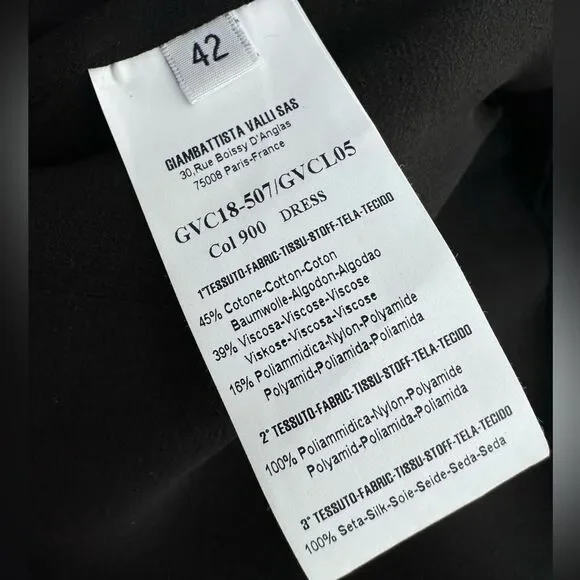 42
GIAMBATTISTA VALLI SAS
30,Rue Boissy D'Anglas
75008 Paris-France
GVC18-507/GVCL05
Col 900 DRESS
1°TESSUTO-FABRIC-TISSU-STOFF-TELA-TECIDO
45% Cotone-Cotton-Coton
Baumwolle-Algodon-Algodao
39% Viscosa-Viscose-Viscose
Viskose-Viscosa-Viscose
16% Poliammidica-Nylon-Polyamide
Polyamid-Poliamida-Poliamida
2° TESSUTO-FABRIC-TISSU-STOFF-TELA-TECIDO
100% Poliammidica-Nylon-Polyamide
Polyamid-Poliamida-Poliamida
3° TESSUTO-FABRIC-TISSU-STOFF-TELA-TECIDO
100% Seta-Silk-Soie-Seide-Seda-Seda